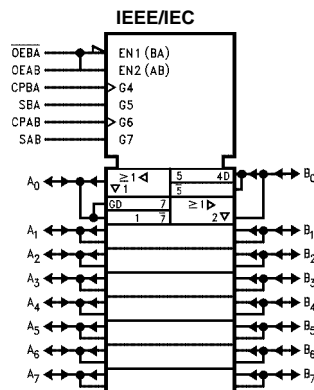 IEEE/IEC
OEBA EN1 (BA)
OEAB EN2 (AB)
CPBA G4
SBA G5
CPAB G6
SAB G7
A0 ≥1 5 4D B0
1 5
GD 7 ≥1
1 7 2
A1 B1
A2 B2
A3 B3
A4 B4
A5 B5
A6 B6
A7 B7